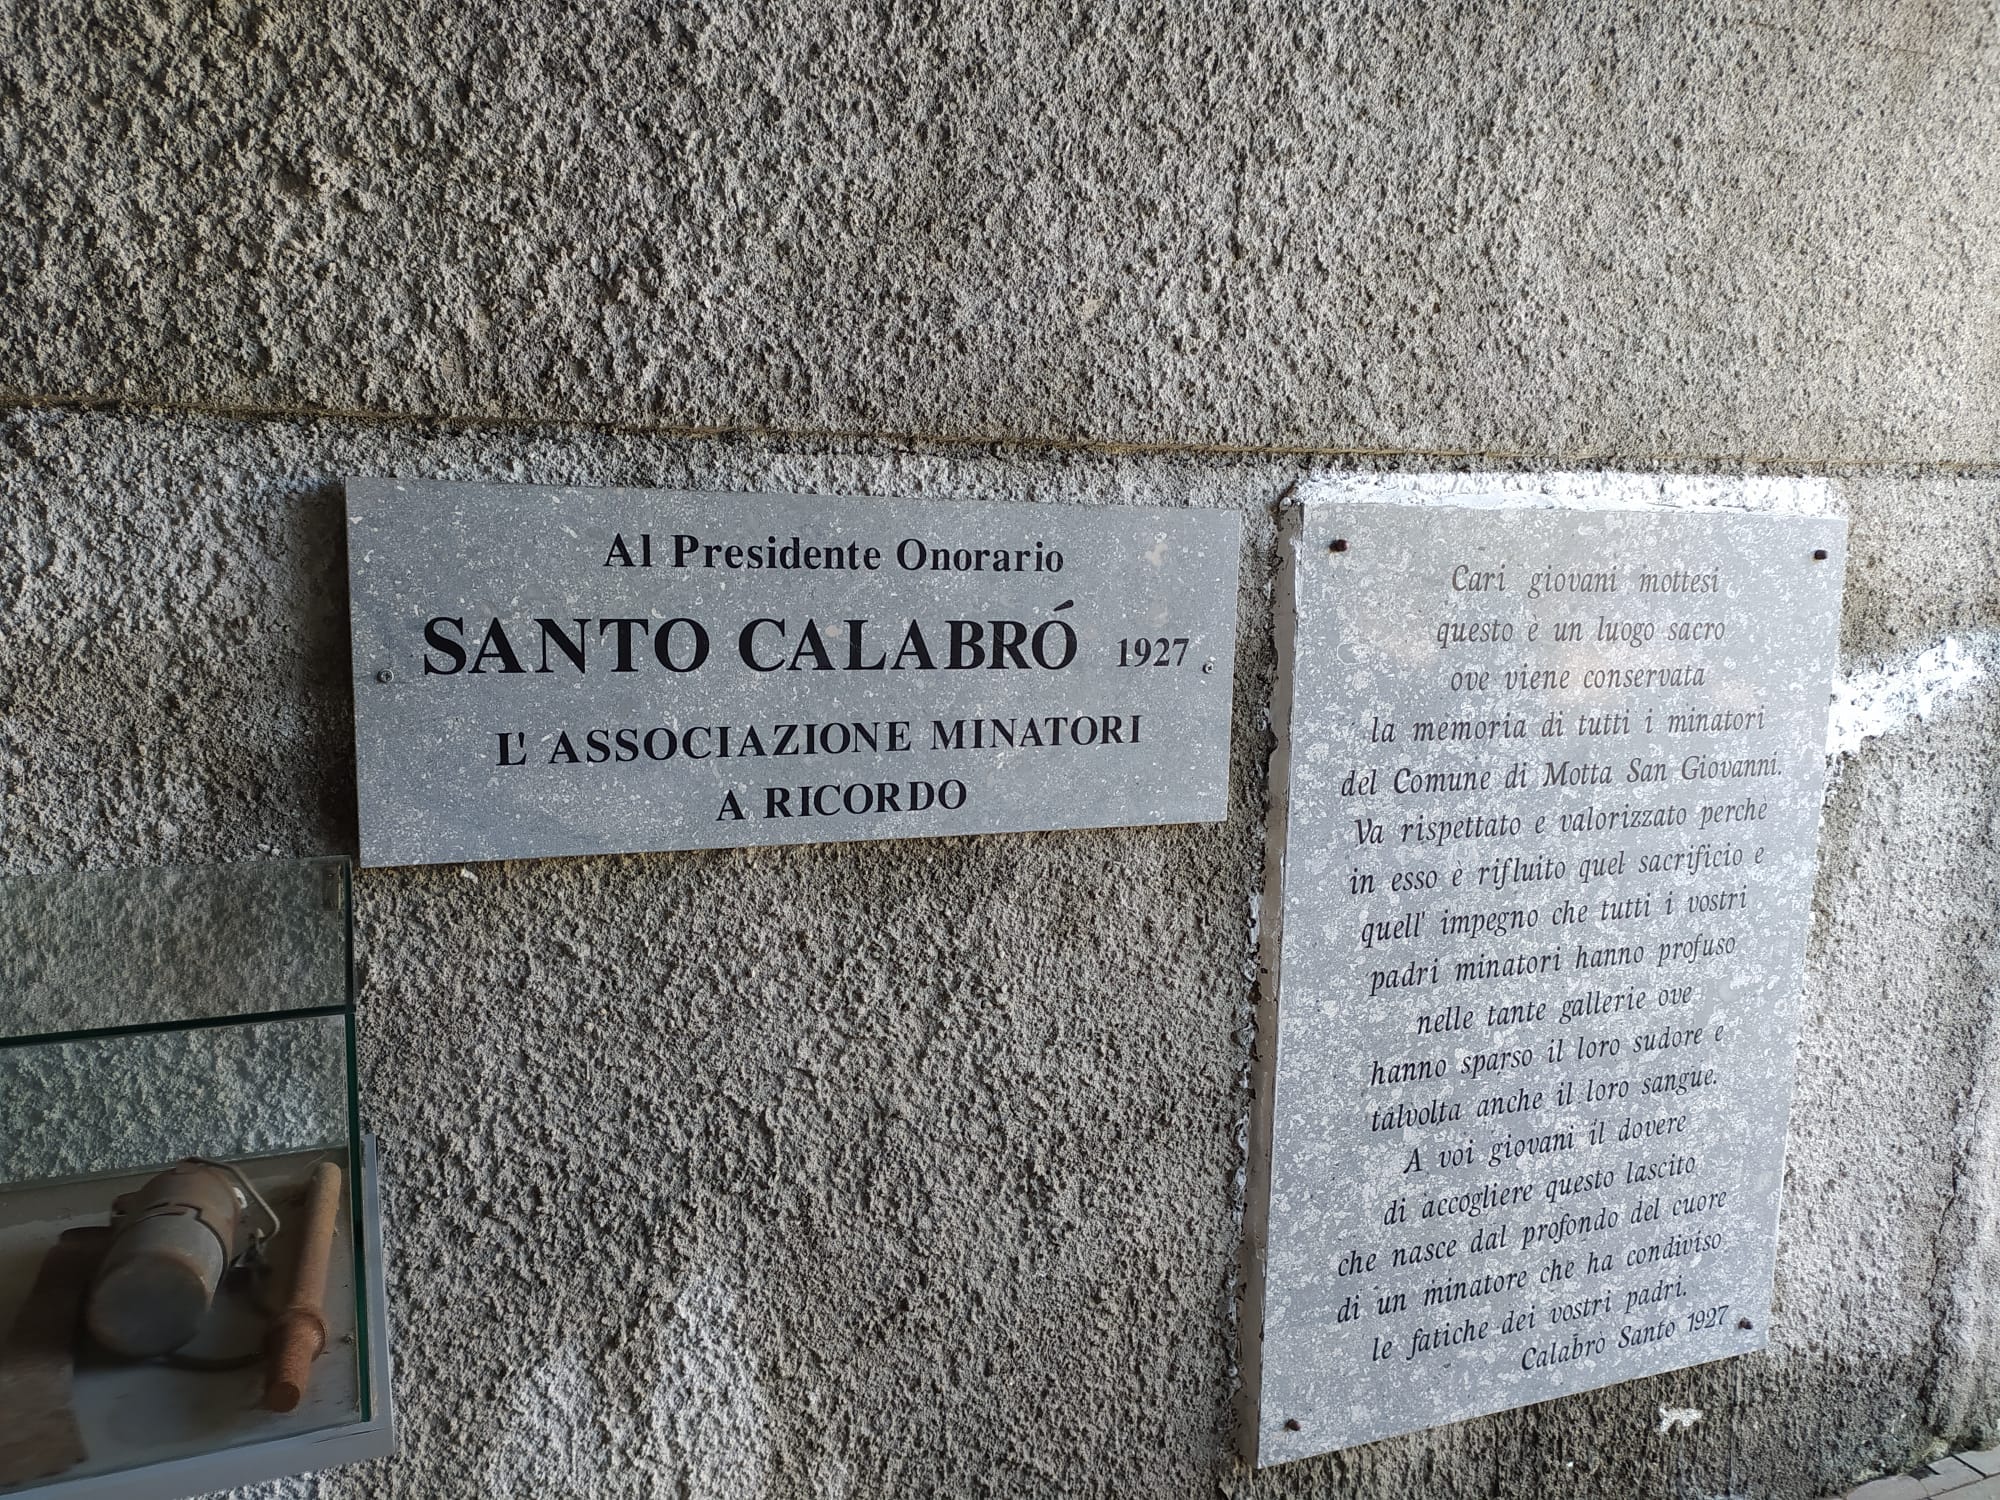 Al Presidente Onorario
SANTO CALABRÓ 1927
L' ASSOCIAZIONE MINATORI
A RICORDO
Cari giovani mottesi
questo è un luogo sacro
ove viene conservata
la memoria di tutti i minatori
del Comune di Motta San Giovanni.
Va rispettato e valorizzato perchè
in esso è rifluito quel sacrificio e
quell' impegno che tutti i vostri
padri minatori hanno profuso
nelle tante gallerie ove
hanno sparso il loro sudore e
talvolta anche il loro sangue.
A voi giovani il dovere
di accogliere questo lascito
che nasce dal profondo del cuore
di un minatore che ha condiviso
le fatiche dei vostri padri.
Calabrò Santo 1927